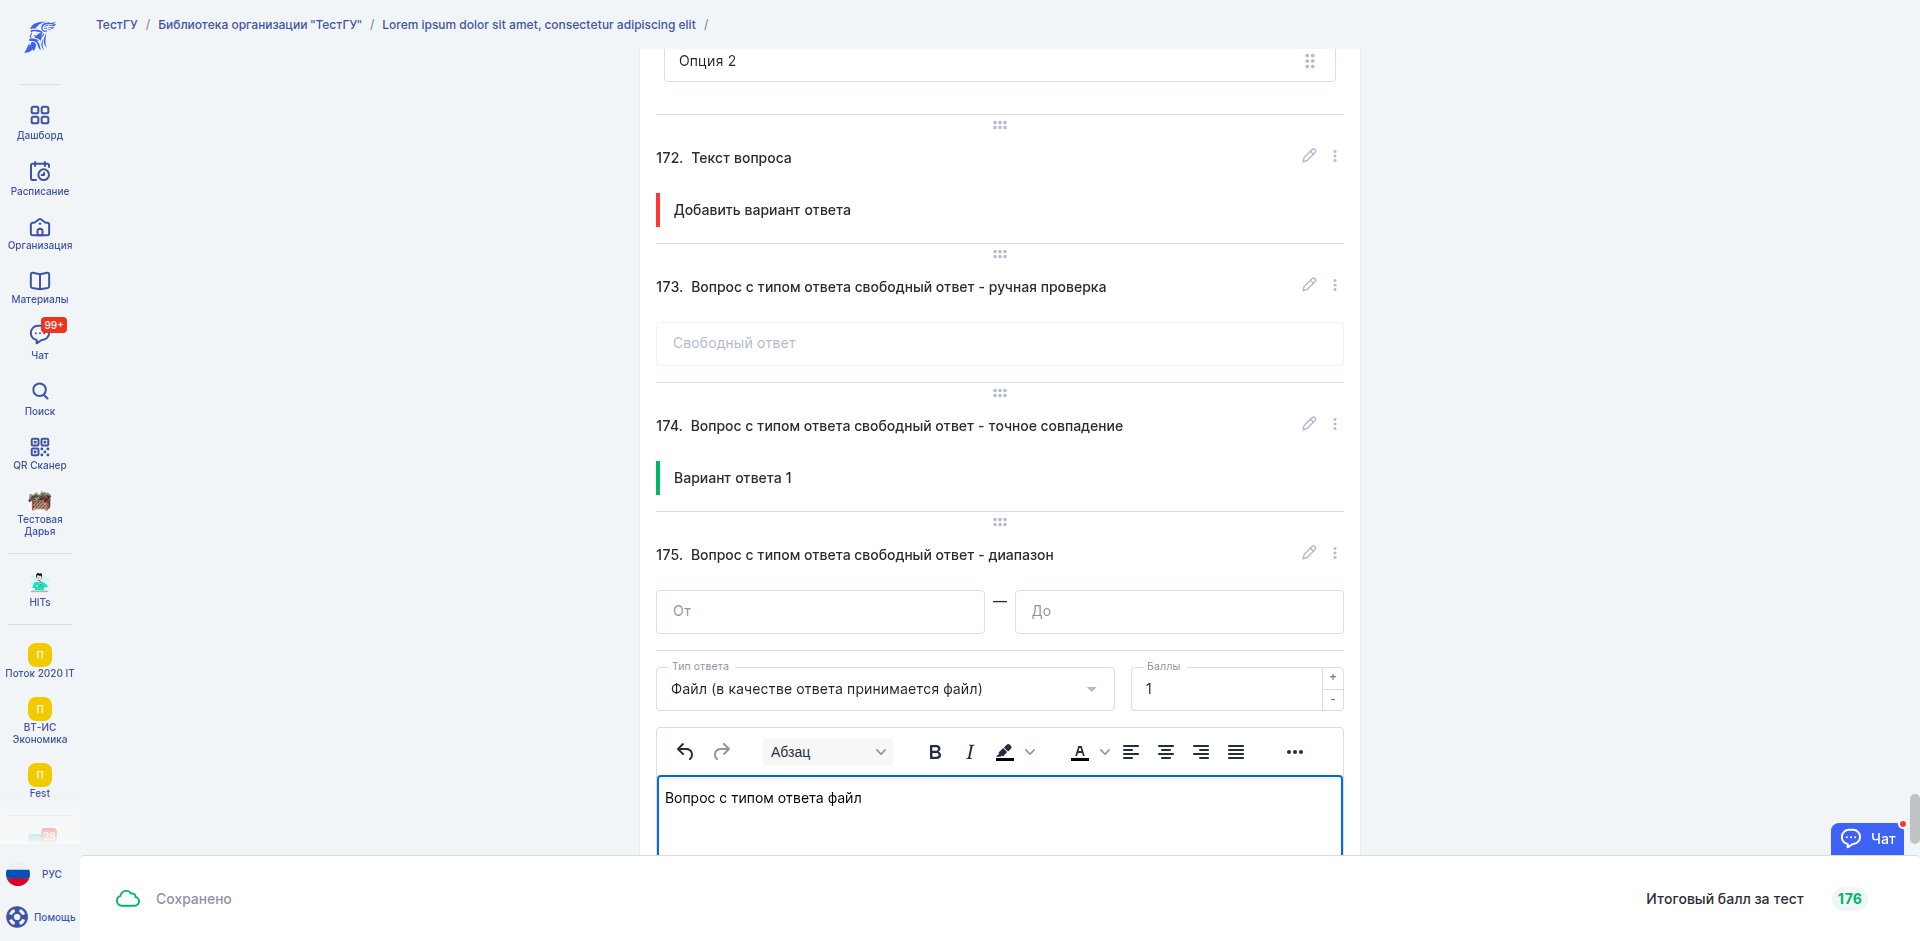 ТестГУ / Библиотека организации "ТестГУ" / Lorem ipsum dolor sit amet, consectetur adipiscing elit /
Дашборд
Расписание
Организация
Материалы
99+
Чат
Поиск
QR Сканер
Тестовая
Дарья
HITs
П
Поток 2020 IT
П
ВТ-ИС
Экономика
П
Fest
28
РУС
Помощь
Опция 2
172. Текст вопроса
Добавить вариант ответа
173. Вопрос с типом ответа свободный ответ - ручная проверка
Свободный ответ
174. Вопрос с типом ответа свободный ответ - точное совпадение
Вариант ответа 1
175. Вопрос с типом ответа свободный ответ - диапазон
От — До
Тип ответа
Файл (в качестве ответа принимается файл)
Баллы
1
+
-
Абзац B I A
Вопрос с типом ответа файл
Чат
Сохранено
Итоговый балл за тест 176